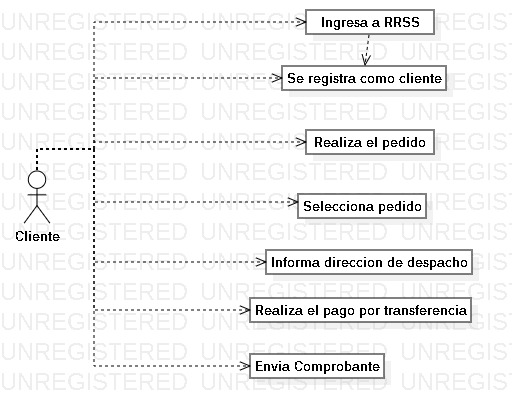 Ingresa a RRSS
Se registra como cliente
Realiza el pedido
Selecciona pedido
Cliente
Informa direccion de despacho
Realiza el pago por transferencia
Envia Comprobante
UNREGISTERED UNREGISTERED UNREGISTERED